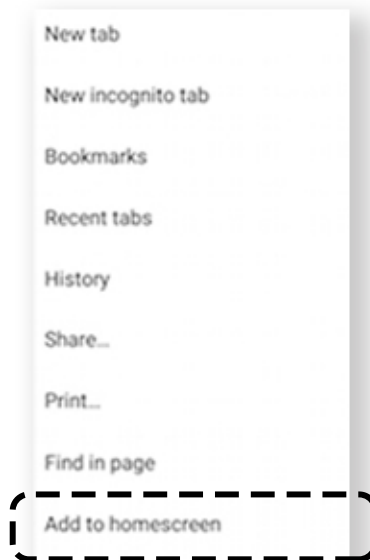 New tab
New incognito tab
Bookmarks
Recent tabs
History
Share...
Print...
Find in page
Add to homescreen